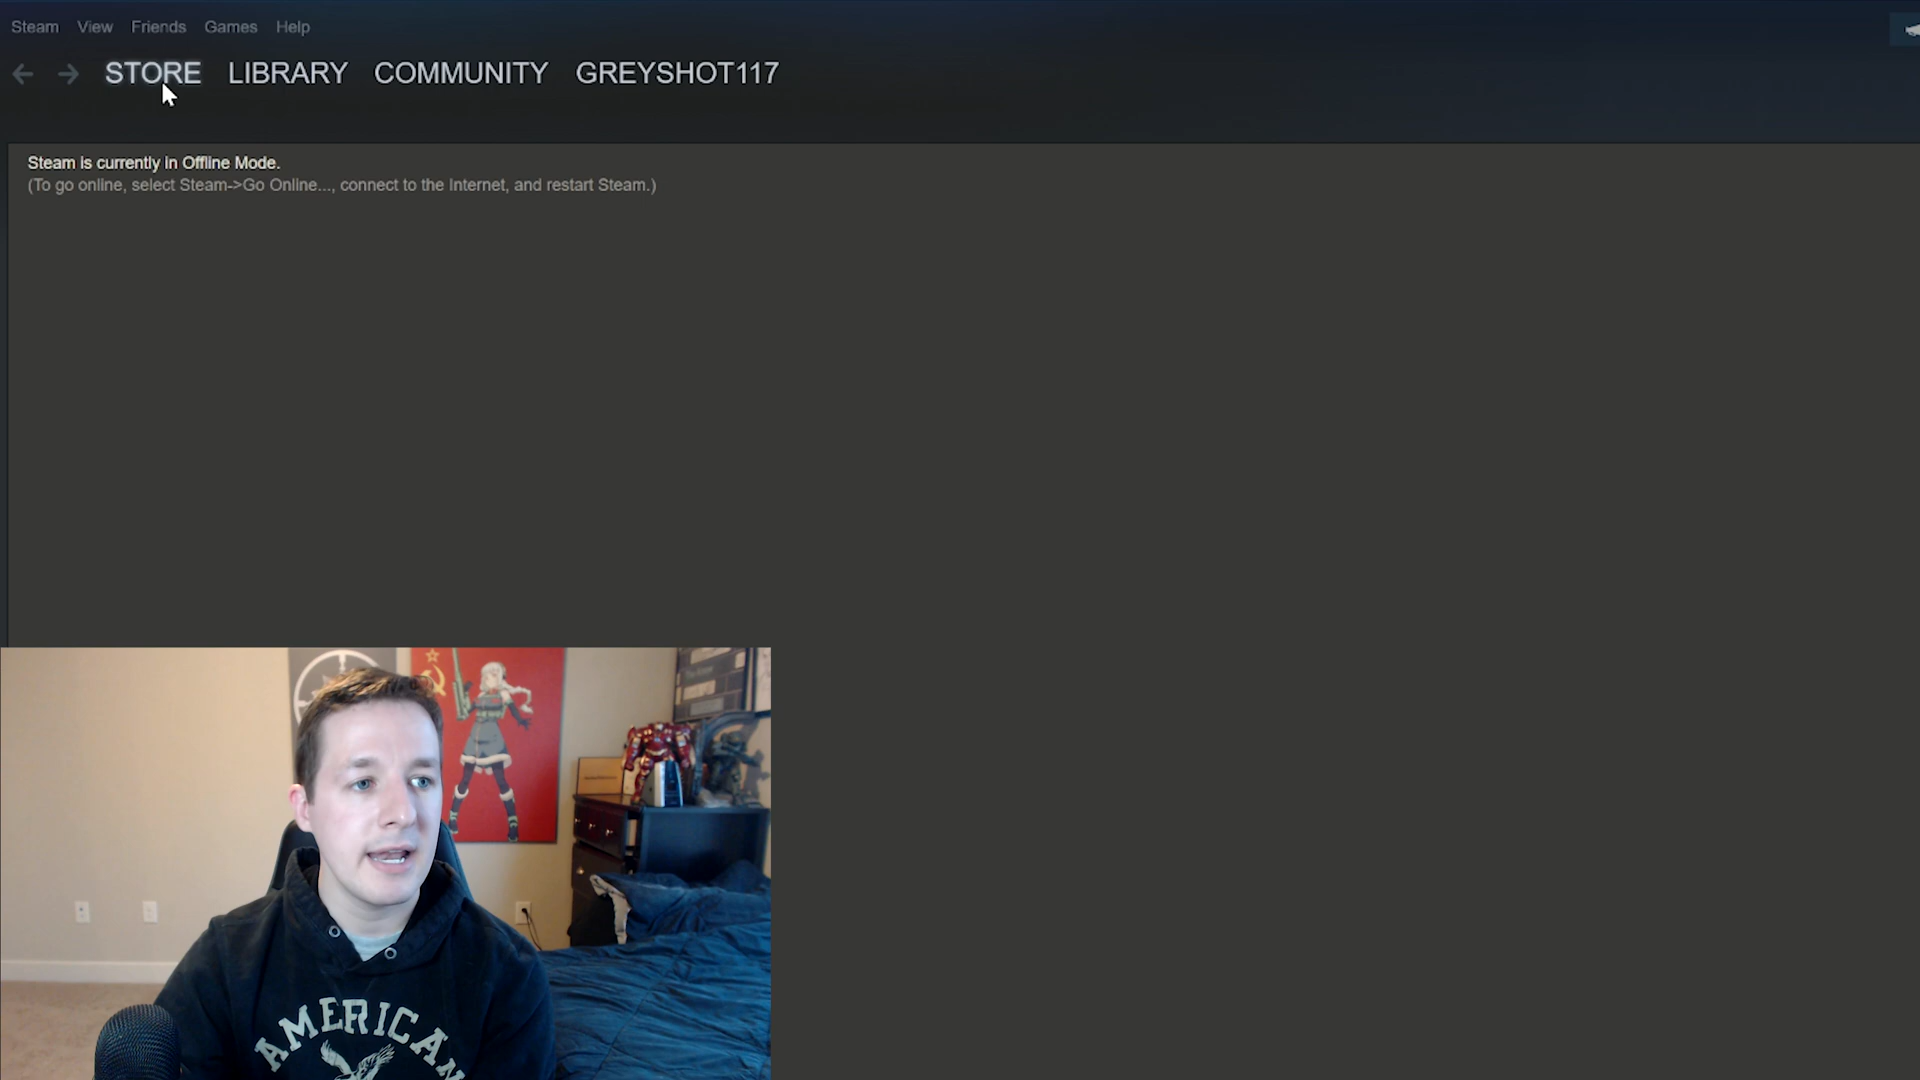 Steam View Friends Games Help
STORE LIBRARY COMMUNITY GREYSHOT117
Steam is currently in Offline Mode.
(To go online, select Steam->Go Online..., connect to the Internet, and restart Steam.)
AMERICAN